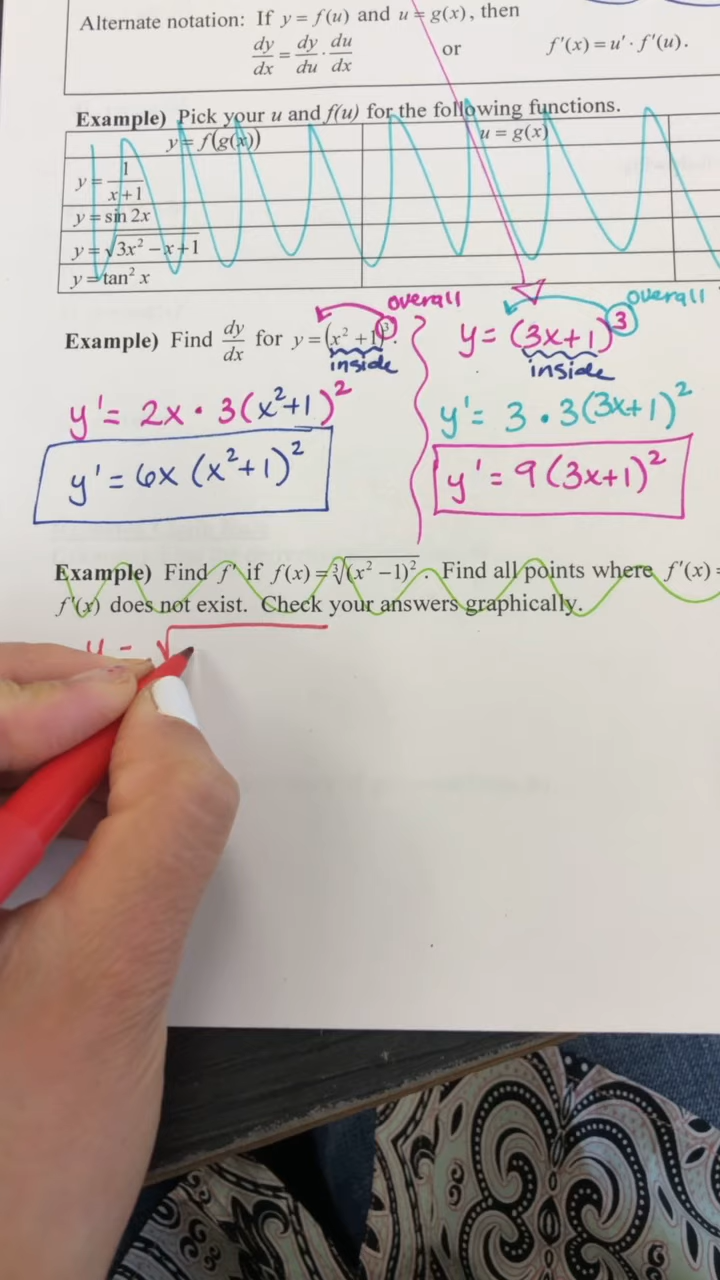 Alternate notation: If y = f(u) and u = g(x), then
dy/dx = dy/du · du/dx or f'(x) = u' · f'(u).
Example) Pick your u and f(u) for the following functions.
y = f(g(x)) u = g(x)
y = 1/(x+1)
y = sin 2x
y = √(3x² − x + 1)
y = tan² x
Example) Find dy/dx for y = (x² + 1)³.
overall
inside
y' = 2x · 3(x²+1)²
y' = 6x (x²+1)²
overall
y = (3x+1)³
inside
y' = 3 · 3(3x+1)²
y' = 9(3x+1)²
Example) Find f' if f(x) = ∛((x² −1)²). Find all points where f'(x) =
f'(x) does not exist. Check your answers graphically.
y = √